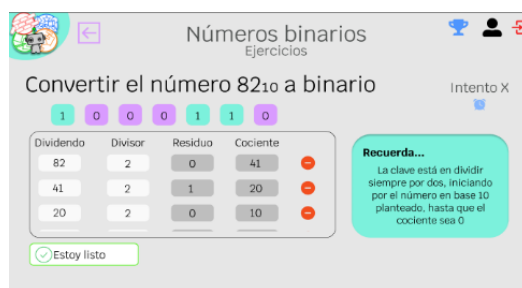 Números binarios
Ejercicios
Convertir el número 82₁₀ a binario
Intento X
1 0 0 0 1 1 0
Dividendo Divisor Residuo Cociente
82 2 0 41
41 2 1 20
20 2 0 10
Recuerda...
La clave está en dividir
siempre por dos, iniciando
por el número en base 10
planteado, hasta que el
cociente sea 0
Estoy listo